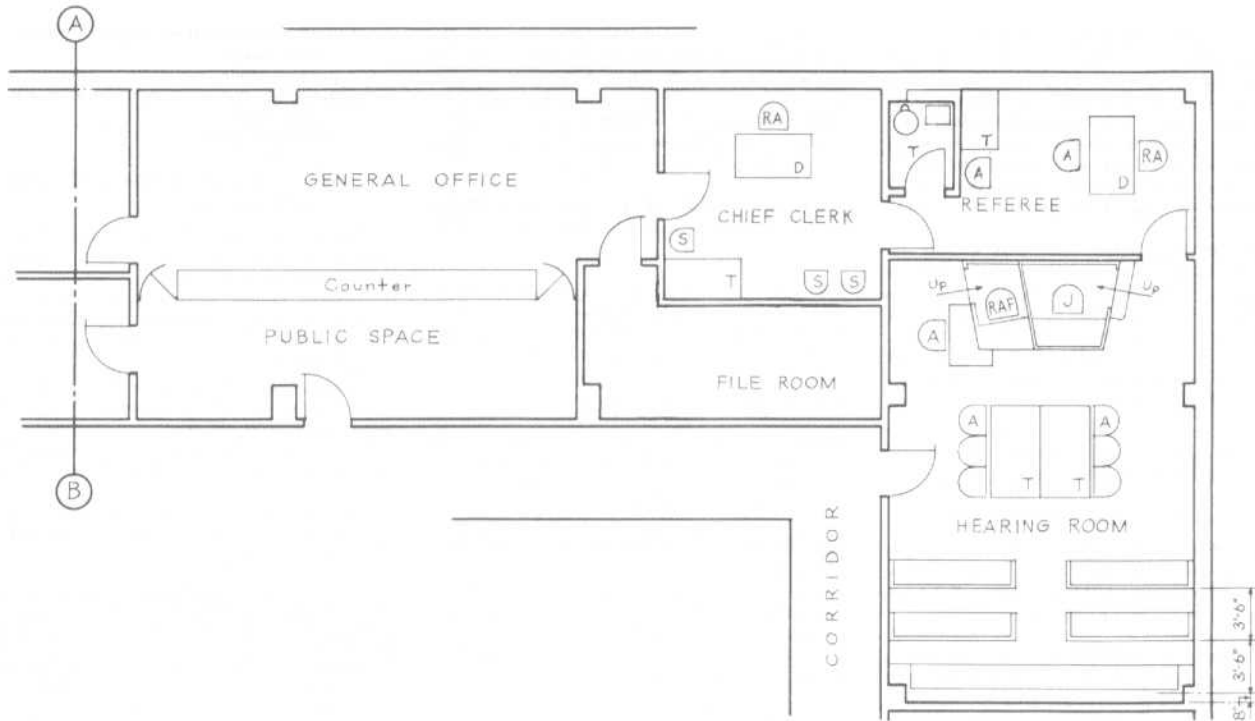 A
RA
D
T
T
A
A
RA
D
GENERAL OFFICE
CHIEF CLERK
REFEREE
S
T
S
S
Counter
Up
RAF
J
Up
A
PUBLIC SPACE
FILE ROOM
A
A
T
T
B
HEARING ROOM
CORRIDOR
3'-6"
3'-6"
8"